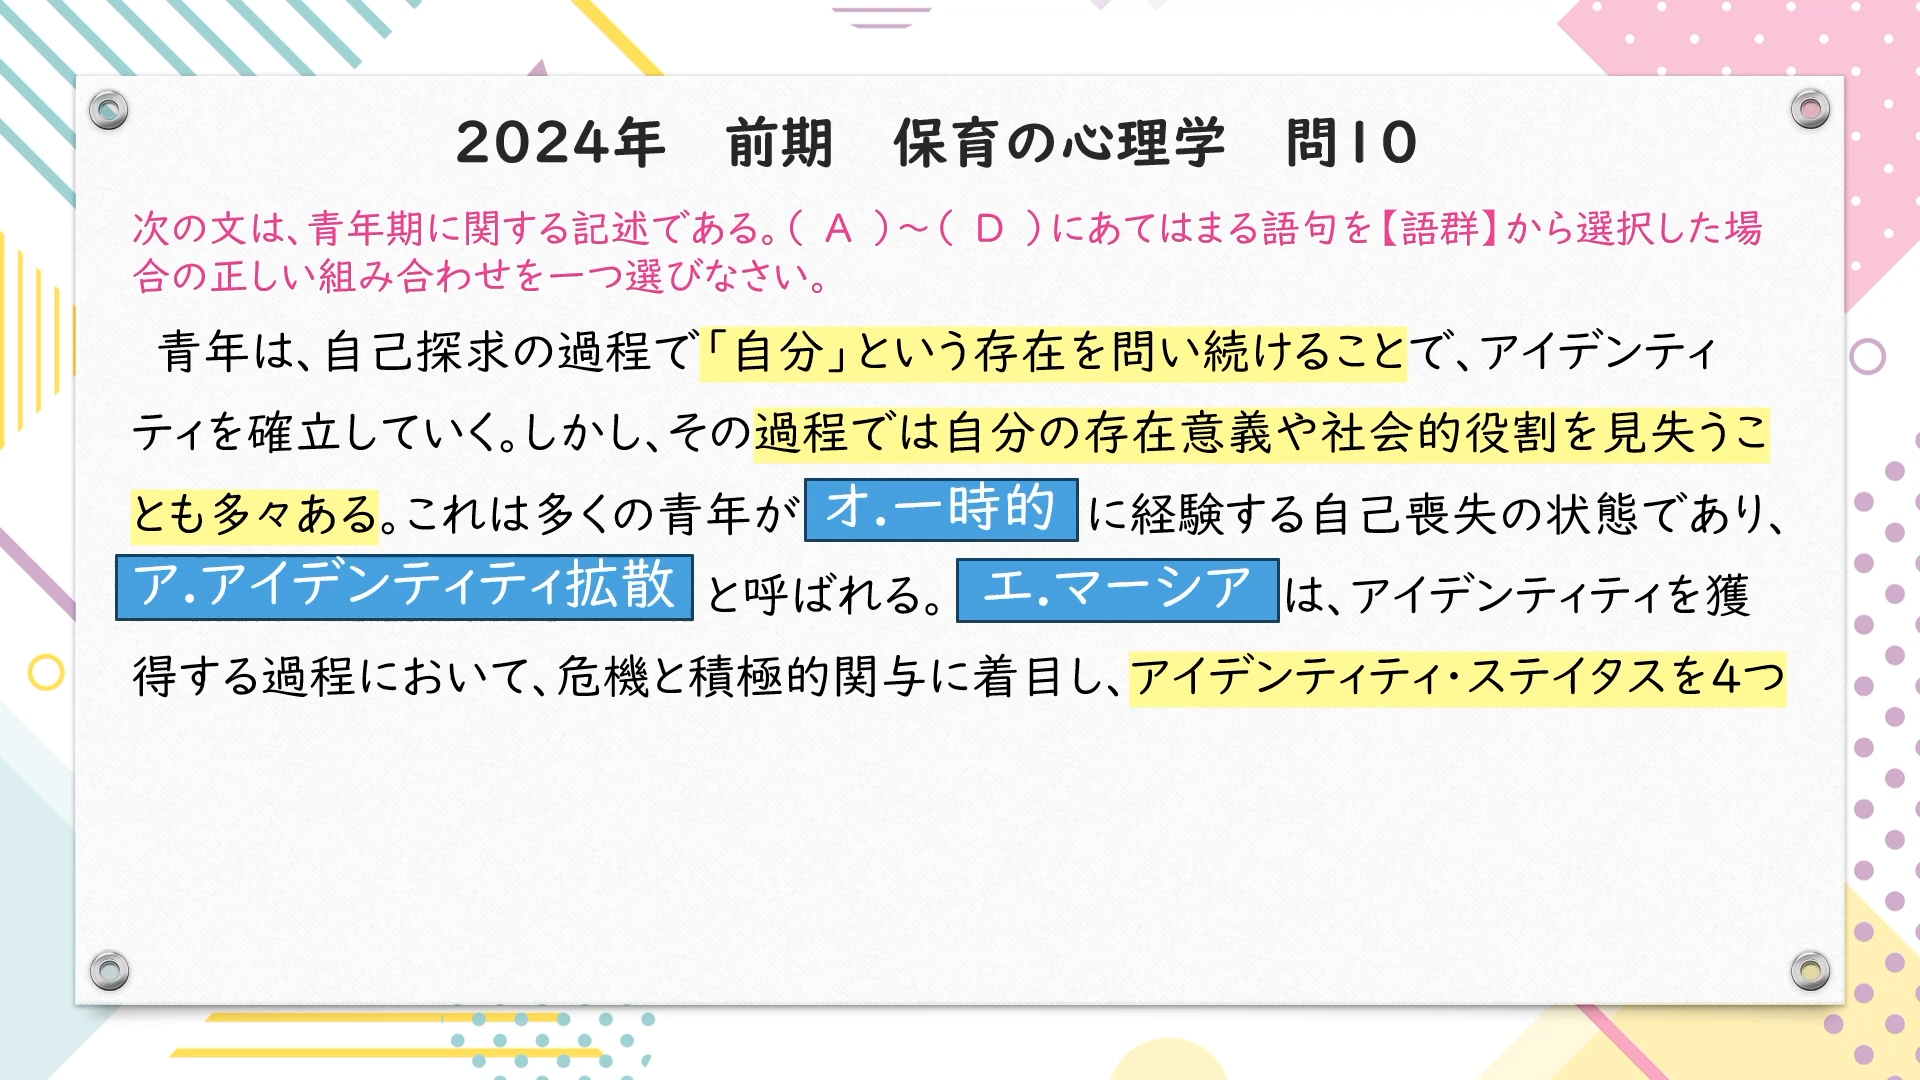 2024年　前期　保育の心理学　問10
次の文は、青年期に関する記述である。（ A ）～（ D ）にあてはまる語句を【語群】から選択した場
合の正しい組み合わせを一つ選びなさい。
青年は、自己探求の過程で「自分」という存在を問い続けることで、アイデンティ
ティを確立していく。しかし、その過程では自分の存在意義や社会的役割を見失うこ
とも多々ある。これは多くの青年が オ.一時的 に経験する自己喪失の状態であり、
ア.アイデンティティ拡散 と呼ばれる。 エ.マーシア は、アイデンティティを獲
得する過程において、危機と積極的関与に着目し、アイデンティティ・ステイタスを4つ